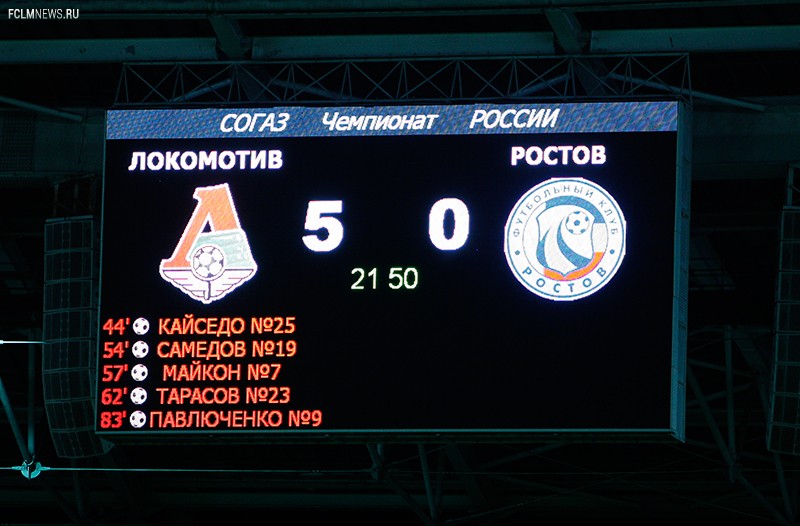 FCLMNEWS.RU
СОГАЗ Чемпионат РОССИИ
ЛОКОМОТИВ РОСТОВ
5 0
ФУТБОЛЬНЫЙ КЛУБ
РОСТОВ
21 50
44' КАЙСЕДО №25
54' САМЕДОВ №19
57' МАЙКОН №7
62' ТАРАСОВ №23
83' ПАВЛЮЧЕНКО №9